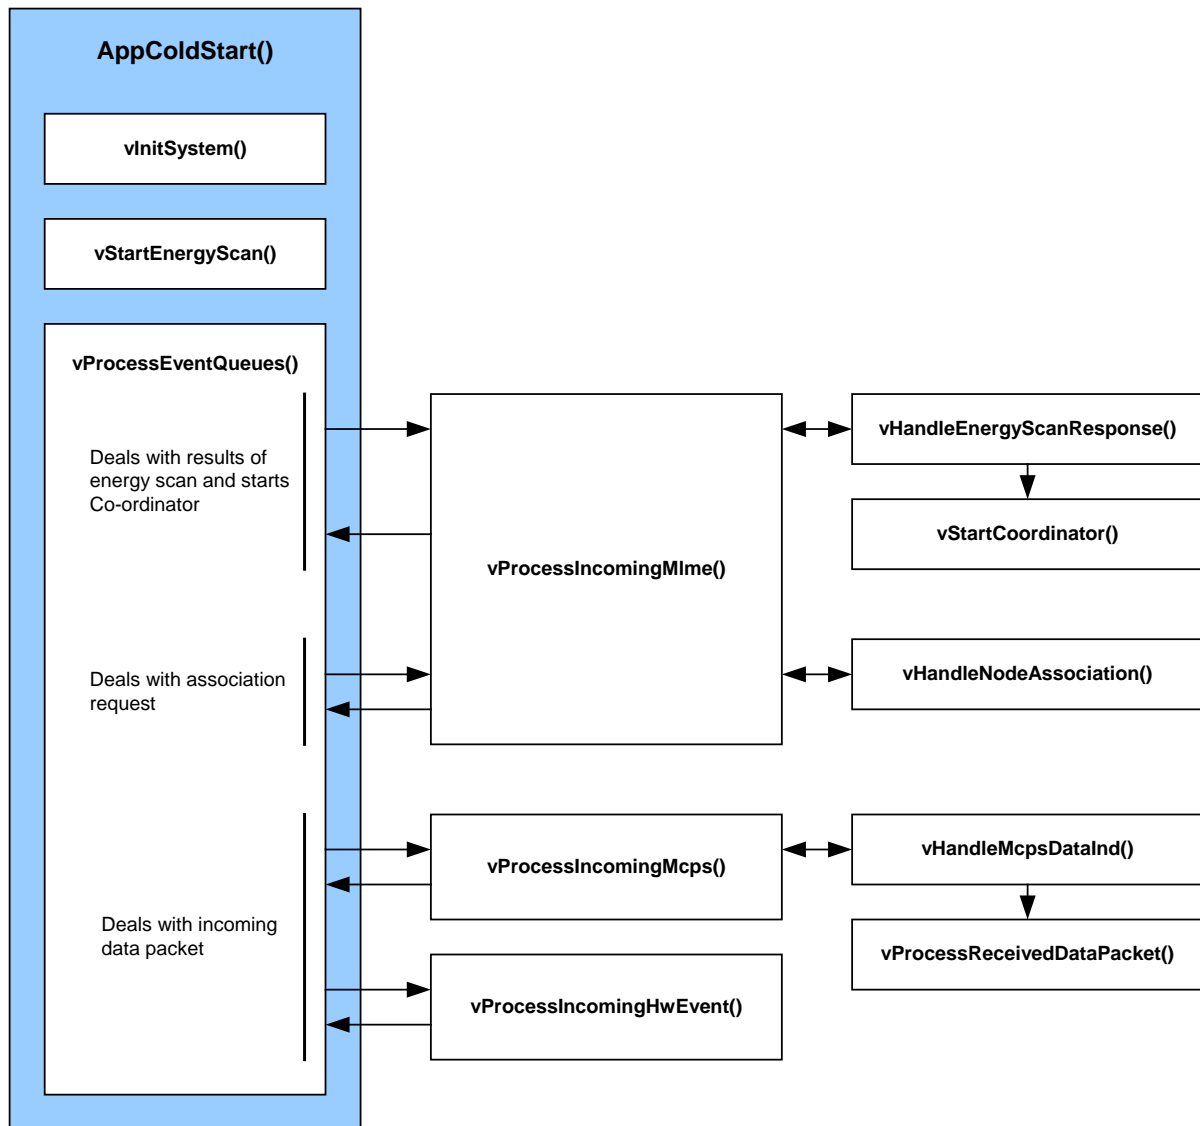 AppColdStart()
vInitSystem()
vStartEnergyScan()
vProcessEventQueues()
Deals with results of
energy scan and starts
Co-ordinator
Deals with association
request
Deals with incoming
data packet
vProcessIncomingMlme()
vProcessIncomingMcps()
vProcessIncomingHwEvent()
vHandleEnergyScanResponse()
vStartCoordinator()
vHandleNodeAssociation()
vHandleMcpsDataInd()
vProcessReceivedDataPacket()